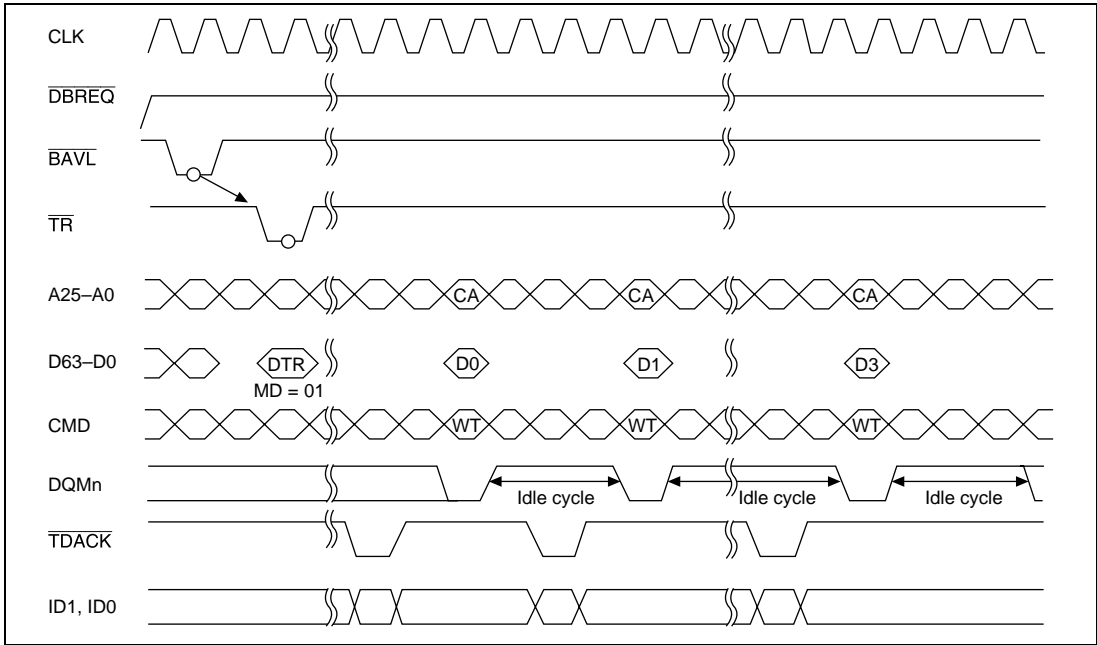 CLK
DBREQ
BAVL
TR
A25–A0 CA CA CA
D63–D0 DTR D0 D1 D3
MD = 01
CMD WT WT WT
DQMn
Idle cycle Idle cycle Idle cycle
TDACK
ID1, ID0